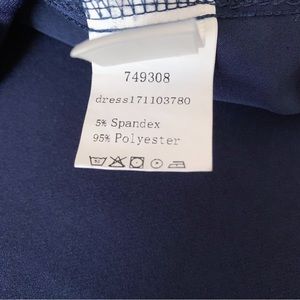 749308
dress171103780
5% Spandex
95% Polyester